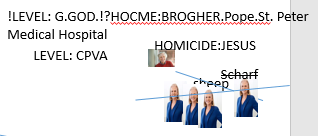 !LEVEL: G.GOD.!?HOCME:BROGHER.Pope.St. Peter
Medical Hospital
HOMICIDE:JESUS
LEVEL: CPVA
Scharf
sheep